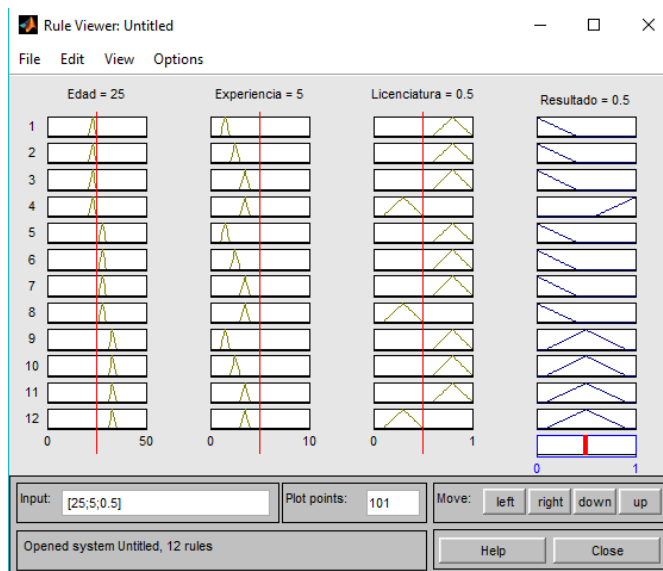 Rule Viewer: Untitled
File Edit View Options
Edad = 25 Experiencia = 5 Licenciatura = 0.5 Resultado = 0.5
1
2
3
4
5
6
7
8
9
10
11
12
0 50 0 10 0 1
0 1
Input: [25;5;0.5] Plot points: 101 Move: left right down up
Opened system Untitled, 12 rules Help Close